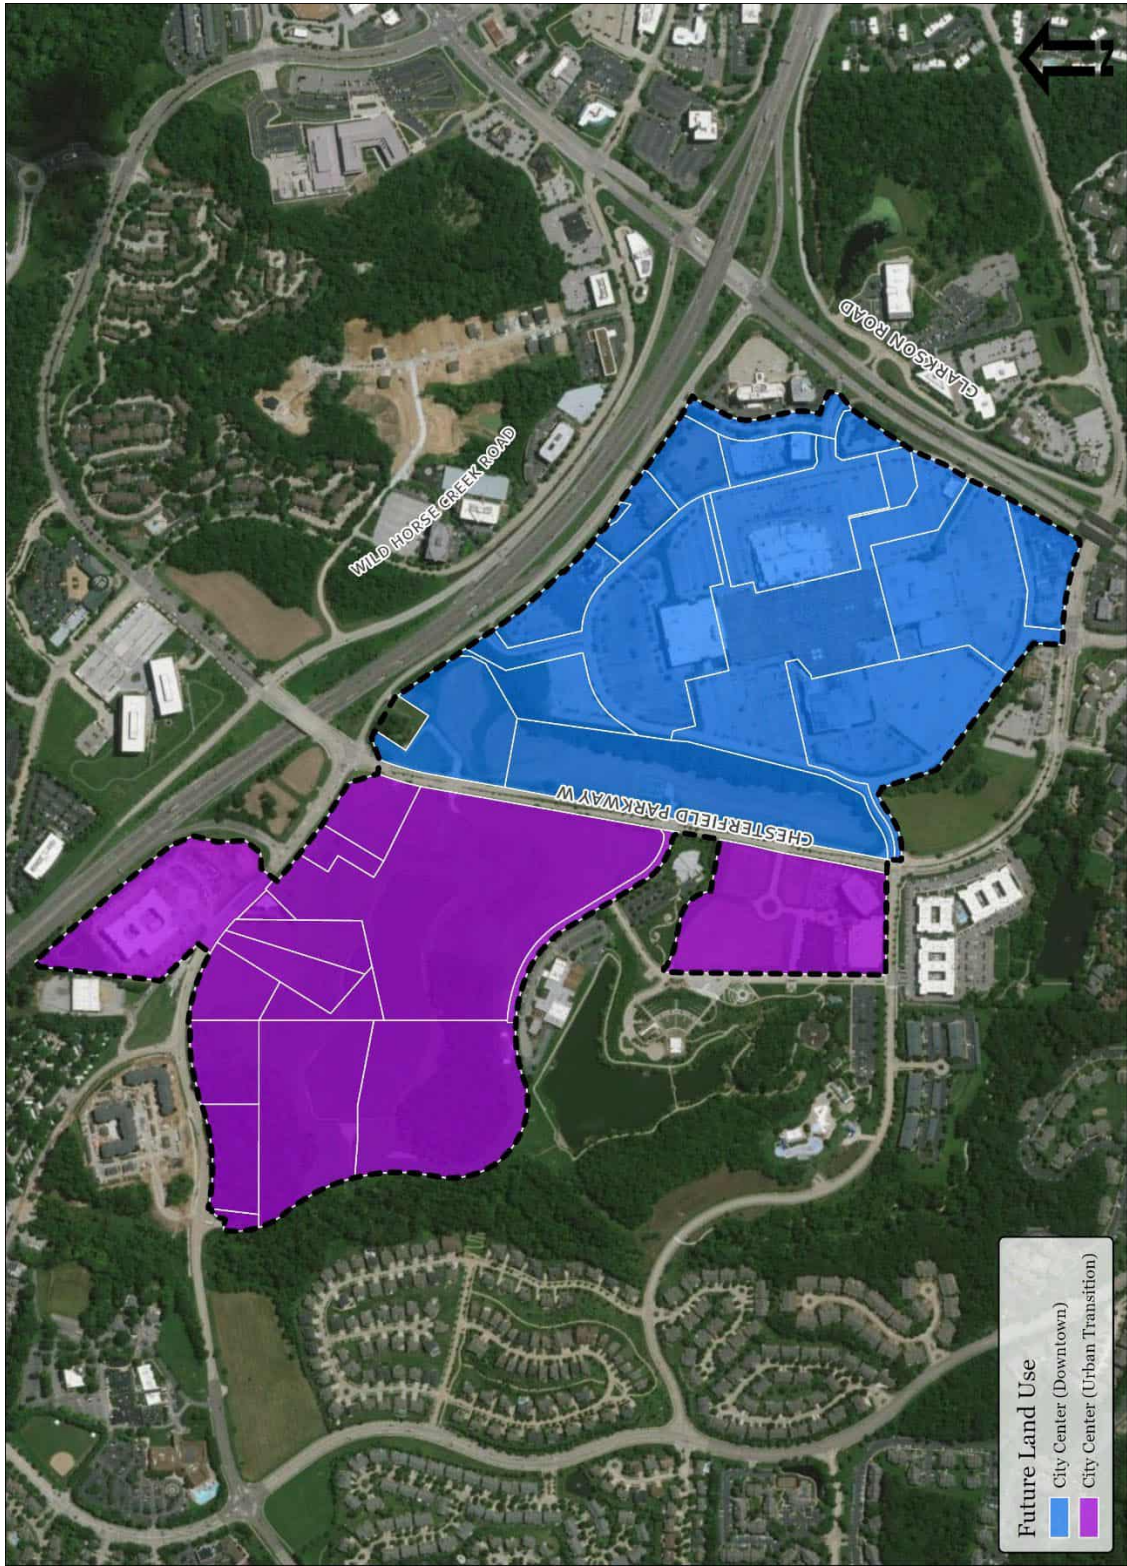 WILD HORSE CREEK ROAD
CLARKSON ROAD
CHESTERFIELD PARKWAY W
N
Future Land Use
City Center (Downtown)
City Center (Urban Transition)